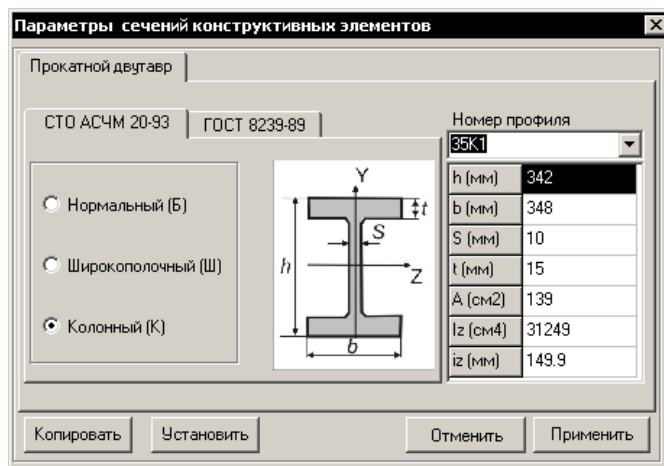 Параметры сечений конструктивных элементов
Прокатной двутавр
СТО АСЧМ 20-93
ГОСТ 8239-89
Нормальный (Б)
Широкополочный (Ш)
Колонный (К)
Y
t
S
h
Z
b
Номер профиля
35К1
h (мм) 342
b (мм) 348
S (мм) 10
t (мм) 15
A (см2) 139
Iz (см4) 31249
iz (мм) 149.9
Копировать
Установить
Отменить
Применить